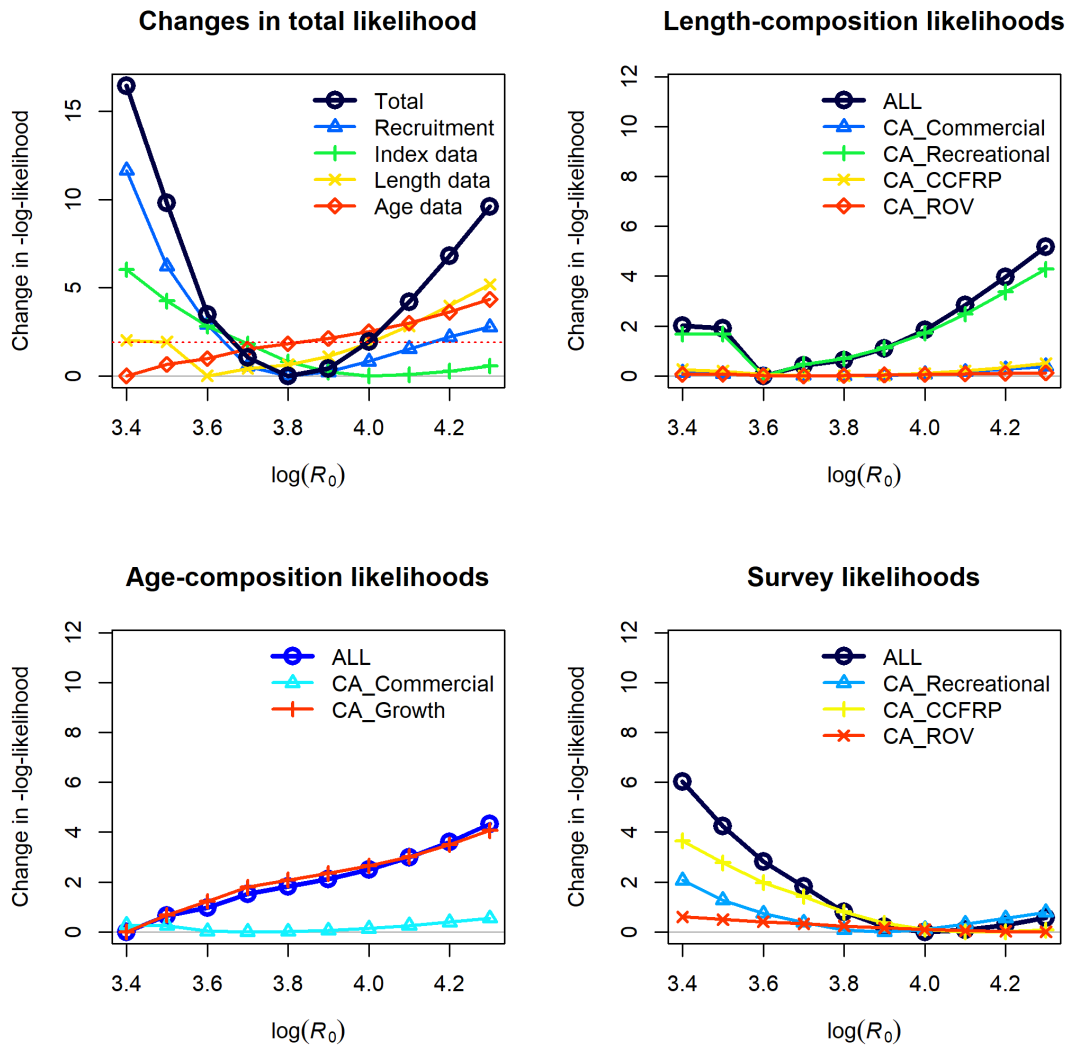 Changes in total likelihood
Change in -log-likelihood
15
10
5
0
Total
Recruitment
Index data
Length data
Age data
3.4 3.6 3.8 4.0 4.2
log(R₀)
Length-composition likelihoods
Change in -log-likelihood
12
10
8
6
4
2
0
ALL
CA_Commercial
CA_Recreational
CA_CCFRP
CA_ROV
3.4 3.6 3.8 4.0 4.2
log(R₀)
Age-composition likelihoods
Change in -log-likelihood
12
10
8
6
4
2
0
ALL
CA_Commercial
CA_Growth
3.4 3.6 3.8 4.0 4.2
log(R₀)
Survey likelihoods
Change in -log-likelihood
12
10
8
6
4
2
0
ALL
CA_Recreational
CA_CCFRP
CA_ROV
3.4 3.6 3.8 4.0 4.2
log(R₀)